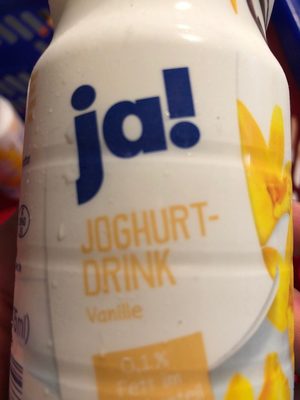 ja!
JOGHURT-
DRINK
Vanille
0,1%
Fett im